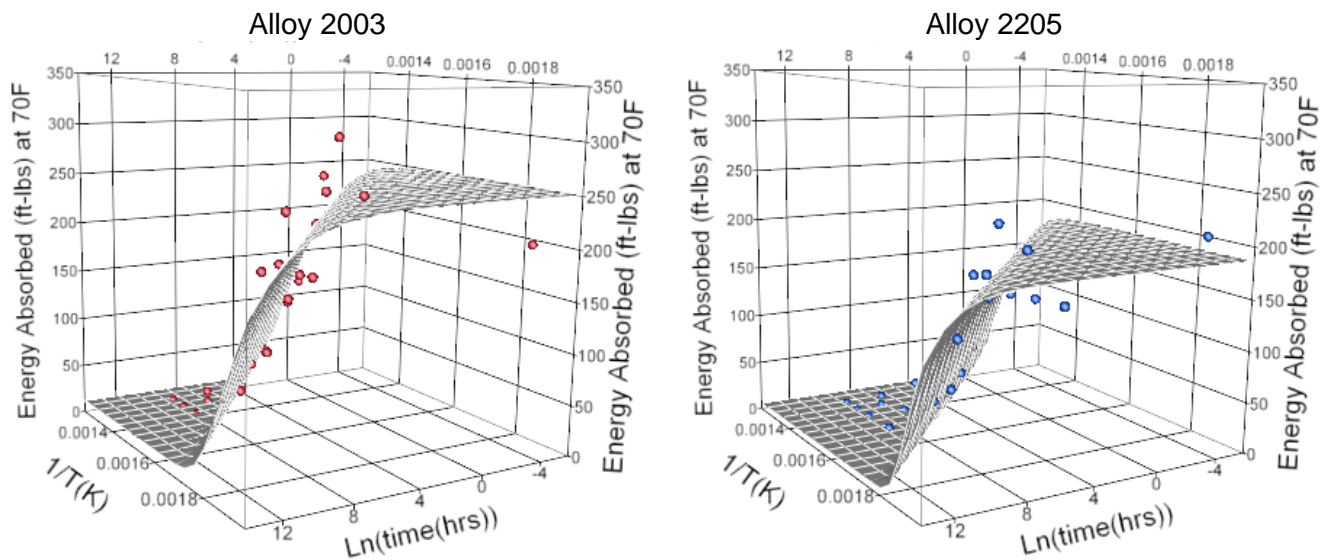 Alloy 2003
12 8 4 0 -4 0.0014 0.0016 0.0018
350 300 250 200 150 100 50 0
Energy Absorbed (ft-lbs) at 70F
350 300 250 200 150 100 50 0
Energy Absorbed (ft-lbs) at 70F
0.0014 0.0016 0.0018
1/T(K)
12 8 4 0 -4
Ln(time(hrs))
Alloy 2205
12 8 4 0 -4 0.0014 0.0016 0.0018
350 300 250 200 150 100 50 0
Energy Absorbed (ft-lbs) at 70F
350 300 250 200 150 100 50 0
Energy Absorbed (ft-lbs) at 70F
0.0014 0.0016 0.0018
1/T(K)
12 8 4 0 -4
Ln(time(hrs))